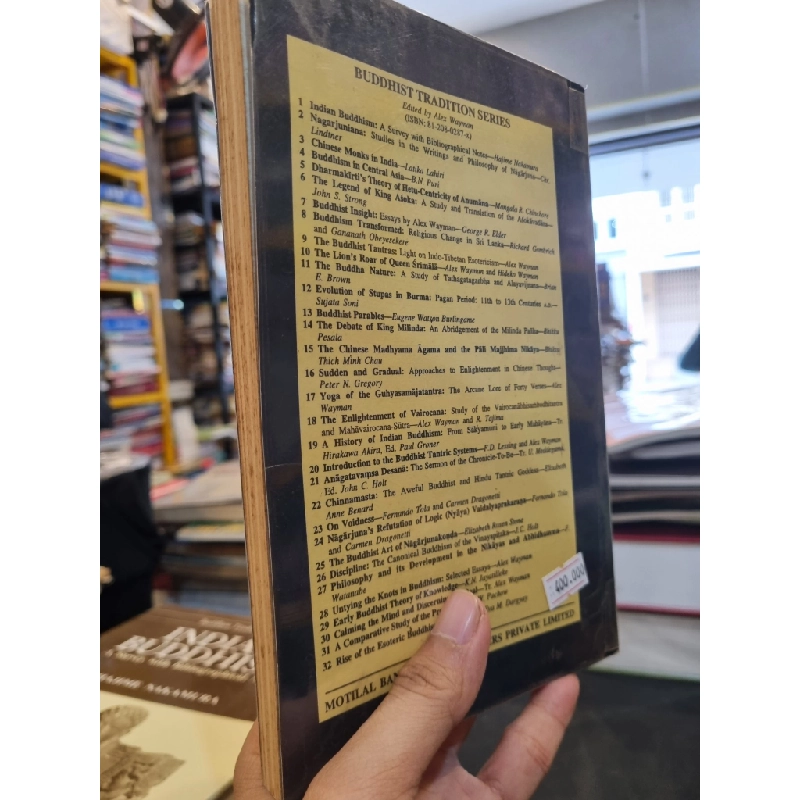 BUDDHIST TRADITION SERIES
Edited by Alex Wayman
1 Indian Buddhism: A Survey with Bibliographical Notes—Hajime Nakamura
2 Nagarjuniana: Studies in the Writings and Philosophy of Nāgārjuna—Chr.
Lindtner
3 Chinese Monks in India—Latika Lahiri
4 Buddhism in Central Asia—B.N. Puri
5 Dharmakīrti's Theory of Hetu-Centricity of Anumāna—Mangala R. Chinchore
6 The Legend of King Aśoka: A Study and Translation of the Aśokāvadāna—
John S. Strong
7 Buddhist Insight: Essays by Alex Wayman—George R. Elder
8 Buddhism Transformed: Religious Change in Sri Lanka—Richard Gombrich
and Gananath Obeyesekere
9 The Buddhist Tantras: Light on Indo-Tibetan Esotericism—Alex Wayman
10 The Lion's Roar of Queen Śrīmālā—Alex Wayman and Hideko Wayman
11 The Buddha Nature: A Study of Tathāgatagarbha and Ālayavijñāna—Brian
E. Brown
12 Evolution of Stupas in Burma: Pagan Period: 11th to 13th Centuries A.D.—
Sujata Soni
13 Buddhist Parables—Eugene Watson Burlingame
14 The Debate of King Milinda: An Abridgement of the Milinda Pañha—Bhikkhu
Pesala
15 The Chinese Madhyama Āgama and the Pāli Majjhima Nikāya—Bhikkhu
Thich Minh Chau
16 Sudden and Gradual: Approaches to Enlightenment in Chinese Thought—
Peter N. Gregory
17 Yoga of the Guhyasamājatantra: The Arcane Lore of Forty Verses—Alex
Wayman
18 The Enlightenment of Vairocana: Study of the Vairocanābhisambodhitantra
and Mahāvairocana-Sūtra—Alex Wayman and R. Tajima
19 A History of Indian Buddhism: From Śākyamuni to Early Mahāyāna—Tr.
Hirakawa Akira, Ed. Paul Groner
20 Introduction to the Buddhist Tantric Systems—F.D. Lessing and Alex Wayman
21 Anāgatavaṃsa Desanā: The Sermon of the Chronicle-To-Be—Tr. U. Meddegama,
Ed. John C. Holt
22 Chinnamastā: The Aweful Buddhist and Hindu Tantric Goddess—Elisabeth
Anne Benard
23 On Voidness—Fernando Tola and Carmen Dragonetti
24 Nāgārjuna's Refutation of Logic (Nyāya) Vaidalyaprakaraṇa—Fernando Tola
and Carmen Dragonetti
25 The Buddhist Art of Nāgārjunakoṇḍa—Elizabeth Rosen Stone
26 Discipline: The Canonical Buddhism of the Vinayapiṭaka—J.C. Holt
27 Philosophy and its Development in the Nikāyas and Abhidhamma—F.
Watanabe
28 Untying the Knots in Buddhism: Selected Essays—Alex Wayman
29 Early Buddhist Theory of Knowledge—K.N. Jayatilleke
30 Calming the Mind and Discerning Tr. Alex Wayman
31 A Comparative Study of the Pachow
32 Rise of the Esoteric Buddhism
400.000
MOTILAL PRIVATE LIMITED
INDIAN
BUDDHISM
NAKAMURA